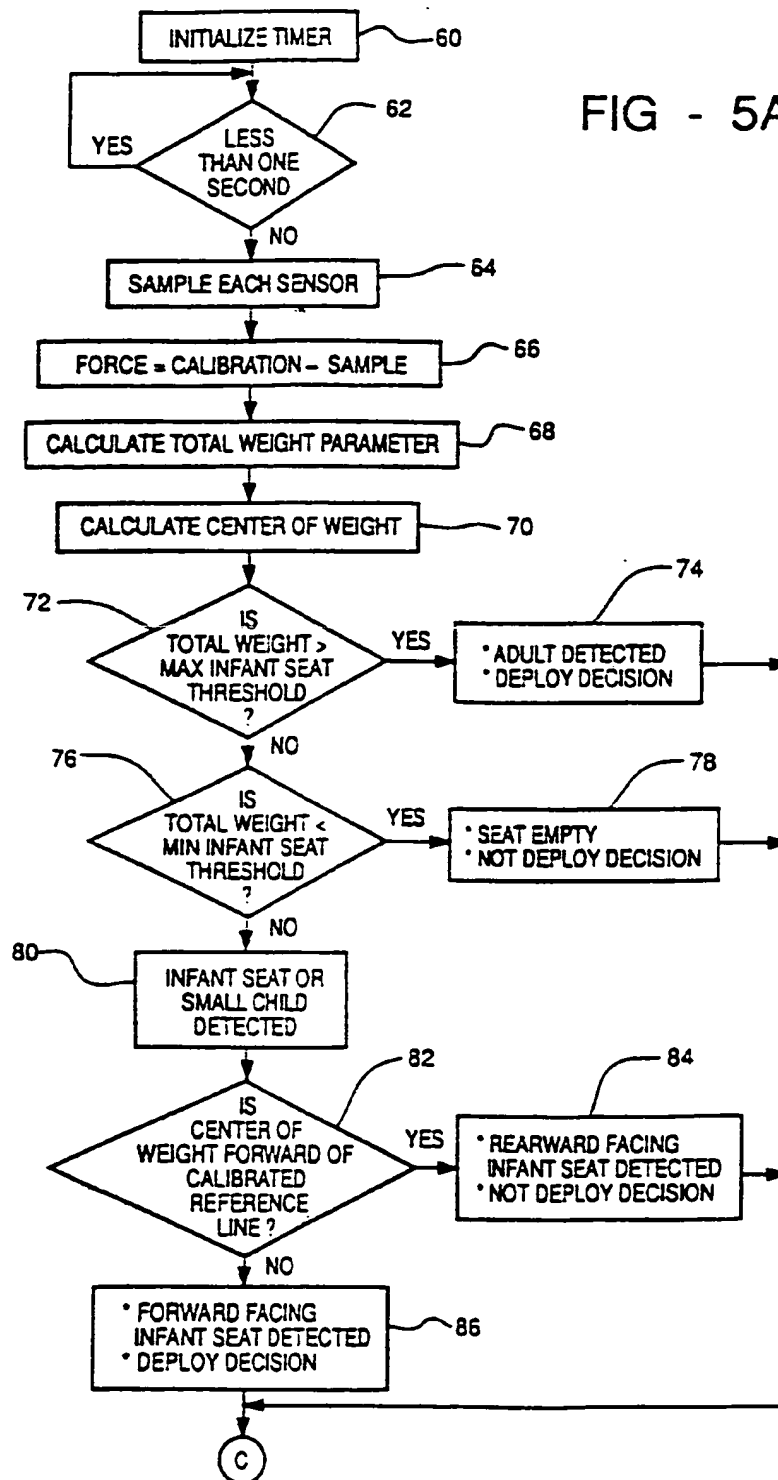 INITIALIZE TIMER
60
FIG - 5A
62
YES
LESS
THAN ONE
SECOND
NO
SAMPLE EACH SENSOR
64
FORCE = CALIBRATION - SAMPLE
66
CALCULATE TOTAL WEIGHT PARAMETER
68
CALCULATE CENTER OF WEIGHT
70
72
IS
TOTAL WEIGHT >
MAX INFANT SEAT
THRESHOLD
?
YES
74
* ADULT DETECTED
* DEPLOY DECISION
NO
76
IS
TOTAL WEIGHT <
MIN INFANT SEAT
THRESHOLD
?
YES
78
* SEAT EMPTY
* NOT DEPLOY DECISION
NO
80
INFANT SEAT OR
SMALL CHILD
DETECTED
82
IS
CENTER OF
WEIGHT FORWARD OF
CALIBRATED
REFERENCE
LINE ?
YES
84
* REARWARD FACING
INFANT SEAT DETECTED
* NOT DEPLOY DECISION
NO
* FORWARD FACING
INFANT SEAT DETECTED
* DEPLOY DECISION
86
C